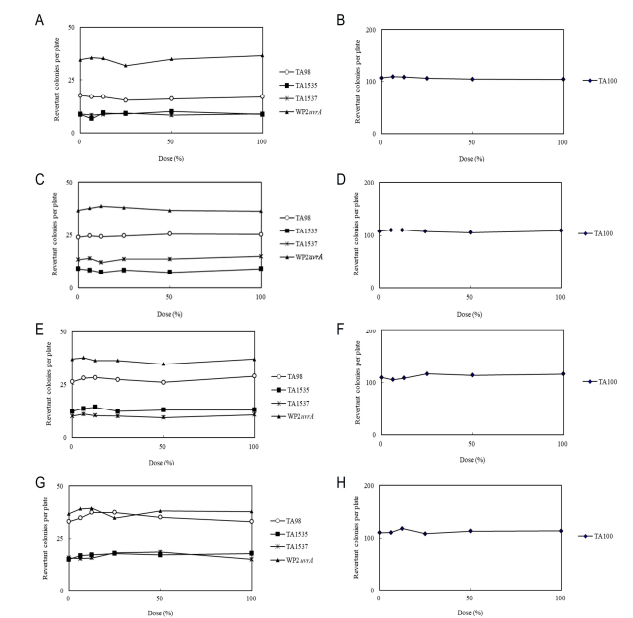 A
Revertant colonies per plate
50
25
0
0 50 100
Dose (%)
TA98
TA1535
TA1537
WP2uvrA
B
Revertant colonies per plate
200
100
0
0 50 100
Dose (%)
TA100
C
Revertant colonies per plate
50
25
0
0 50 100
Dose (%)
TA98
TA1535
TA1537
WP2uvrA
D
Revertant colonies per plate
200
100
0
0 50 100
Dose (%)
TA100
E
Revertant colonies per plate
50
25
0
0 50 100
Dose (%)
TA98
TA1535
TA1537
WP2uvrA
F
Revertant colonies per plate
200
100
0
0 50 100
Dose (%)
TA100
G
Revertant colonies per plate
50
25
0
0 50 100
Dose (%)
TA98
TA1535
TA1537
WP2uvrA
H
Revertant colonies per plate
200
100
0
0 50 100
Dose (%)
TA100